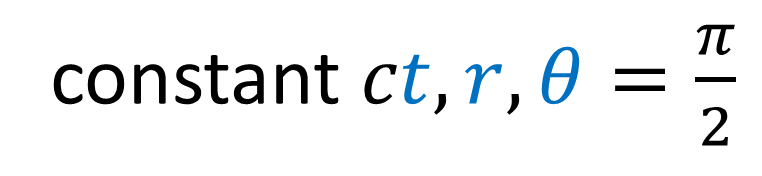 constant ct, r, θ = π/2